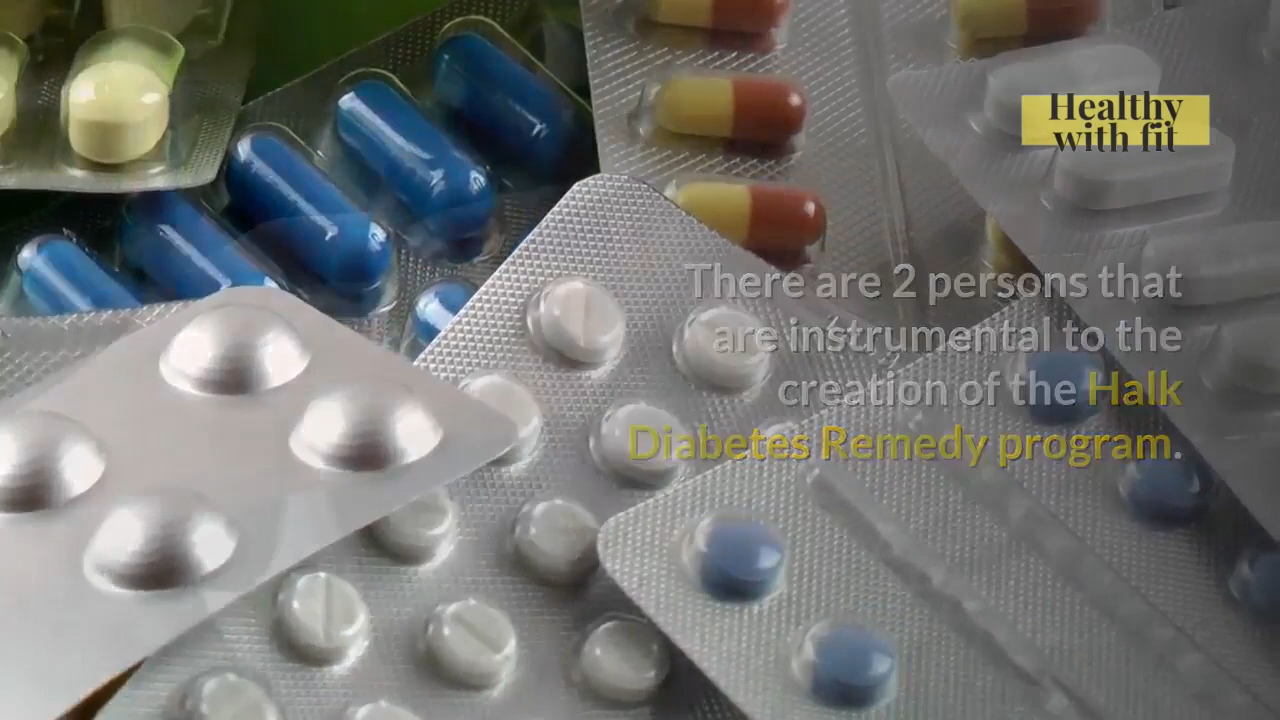 Healthy
with fit
There are 2 persons that
are instrumental to the
creation of the Halk
Diabetes Remedy program.